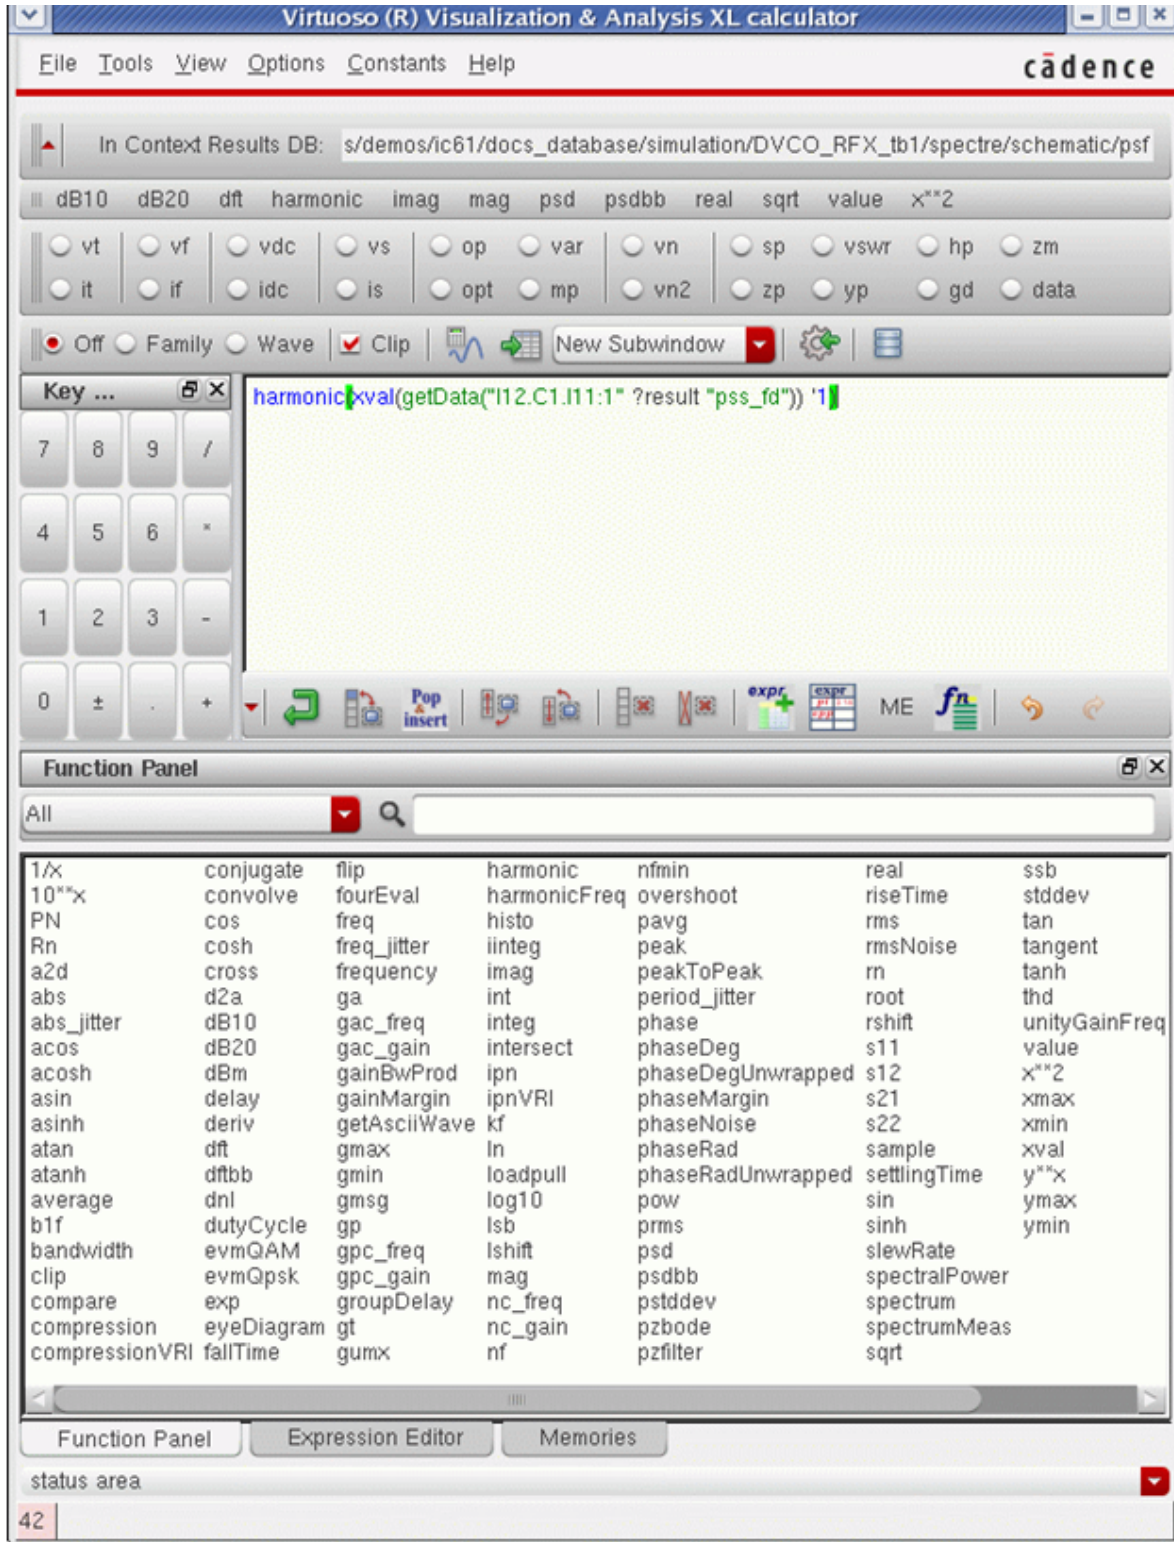 Virtuoso (R) Visualization & Analysis XL calculator
File Tools View Options Constants Help cādence
In Context Results DB: s/demos/ic61/docs_database/simulation/DVCO_RFX_tb1/spectre/schematic/psf
dB10 dB20 dft harmonic imag mag psd psdbb real sqrt value x**2
vt vf vdc vs op var vn sp vswr hp zm
it if idc is opt mp vn2 zp yp gd data
Off Family Wave Clip New Subwindow
Key ...
harmonic(xval(getData("I12.C1.I11:1" ?result "pss_fd")) '1)
7 8 9 /
4 5 6 *
1 2 3 -
0 ± . +
Pop & insert expr expr ME fn
Function Panel
All
1/x conjugate flip harmonic nfmin real ssb
10**x convolve fourEval harmonicFreq overshoot riseTime stddev
PN cos freq histo pavg rms tan
Rn cosh freq_jitter iinteg peak rmsNoise tangent
a2d cross frequency imag peakToPeak rn tanh
abs d2a ga int period_jitter root thd
abs_jitter dB10 gac_freq integ phase rshift unityGainFreq
acos dB20 gac_gain intersect phaseDeg s11 value
acosh dBm gainBwProd ipn phaseDegUnwrapped s12 x**2
asin delay gainMargin ipnVRI phaseMargin s21 xmax
asinh deriv getAsciiWave kf phaseNoise s22 xmin
atan dft gmax ln phaseRad sample xval
atanh dftbb gmin loadpull phaseRadUnwrapped settlingTime y**x
average dnl gmsg log10 pow sin ymax
b1f dutyCycle gp lsb prms sinh ymin
bandwidth evmQAM gpc_freq lshift psd slewRate
clip evmQpsk gpc_gain mag psdbb spectralPower
compare exp groupDelay nc_freq pstddev spectrum
compression eyeDiagram gt nc_gain pzbode spectrumMeas
compressionVRI fallTime gumx nf pzfilter sqrt
Function Panel Expression Editor Memories
status area
42